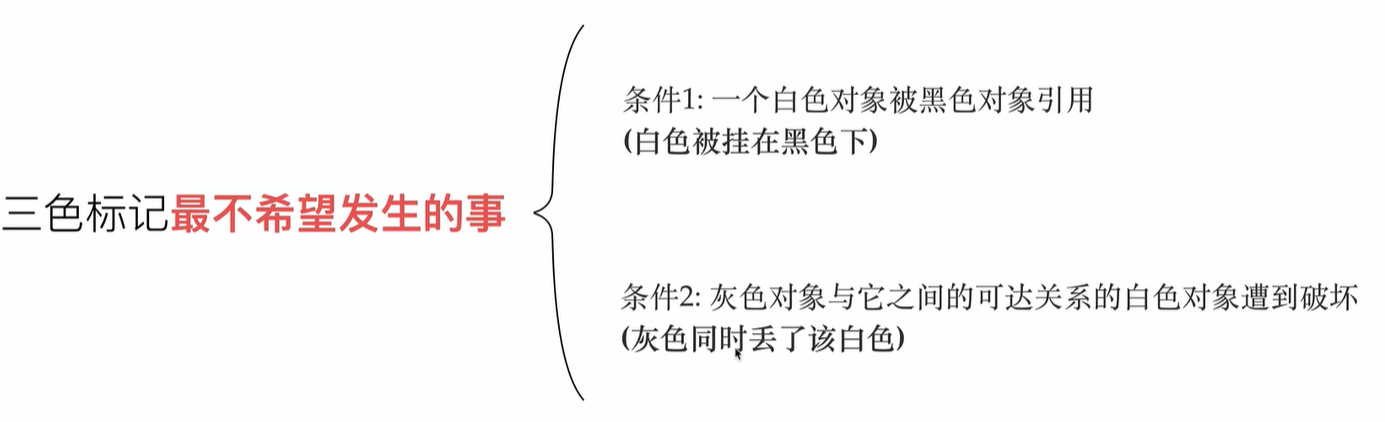 三色标记最不希望发生的事
条件1: 一个白色对象被黑色对象引用
(白色被挂在黑色下)
条件2: 灰色对象与它之间的可达关系的白色对象遭到破坏
(灰色同时丢了该白色)